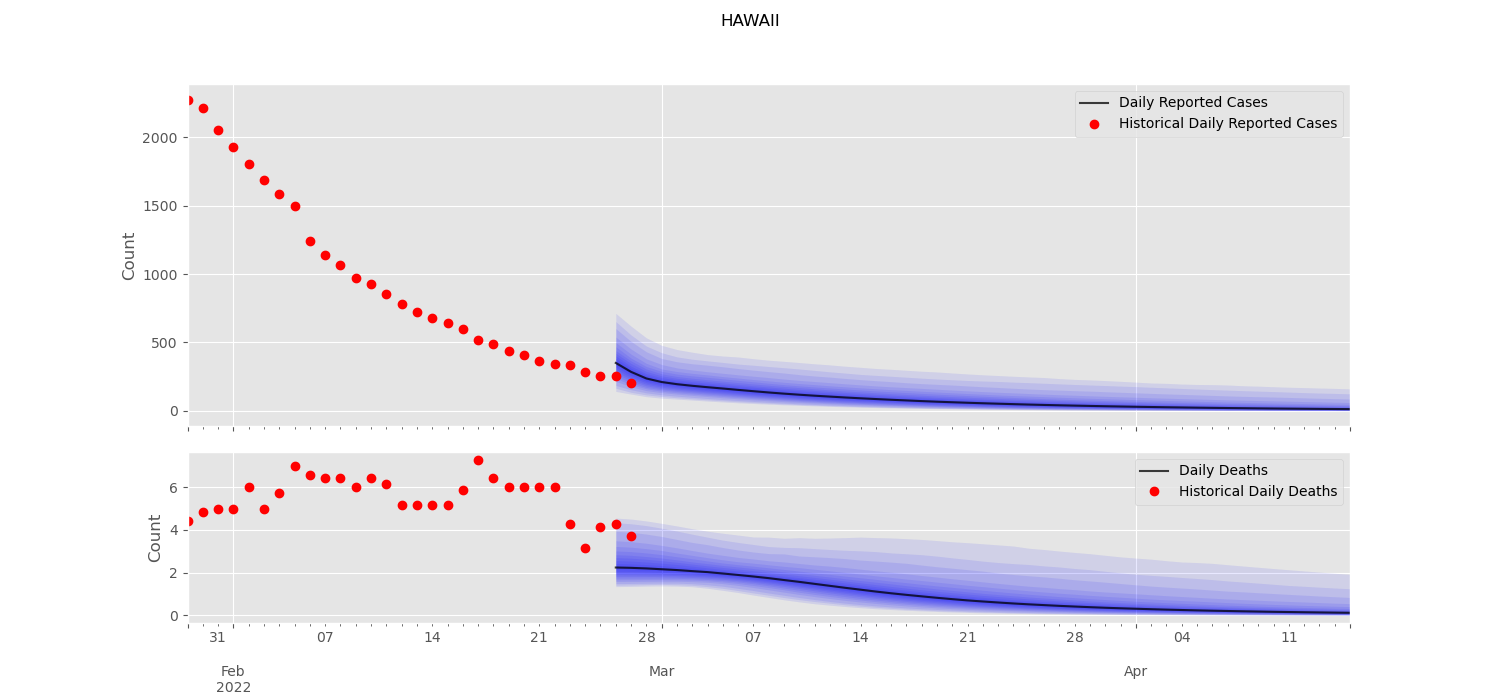 HAWAII
Daily Reported Cases
Historical Daily Reported Cases
2000
1500
1000
500
0
Count
Daily Deaths
Historical Daily Deaths
6
4
2
0
Count
31 07 14 21 28 07 14 21 28 04 11
Feb Mar Apr
2022